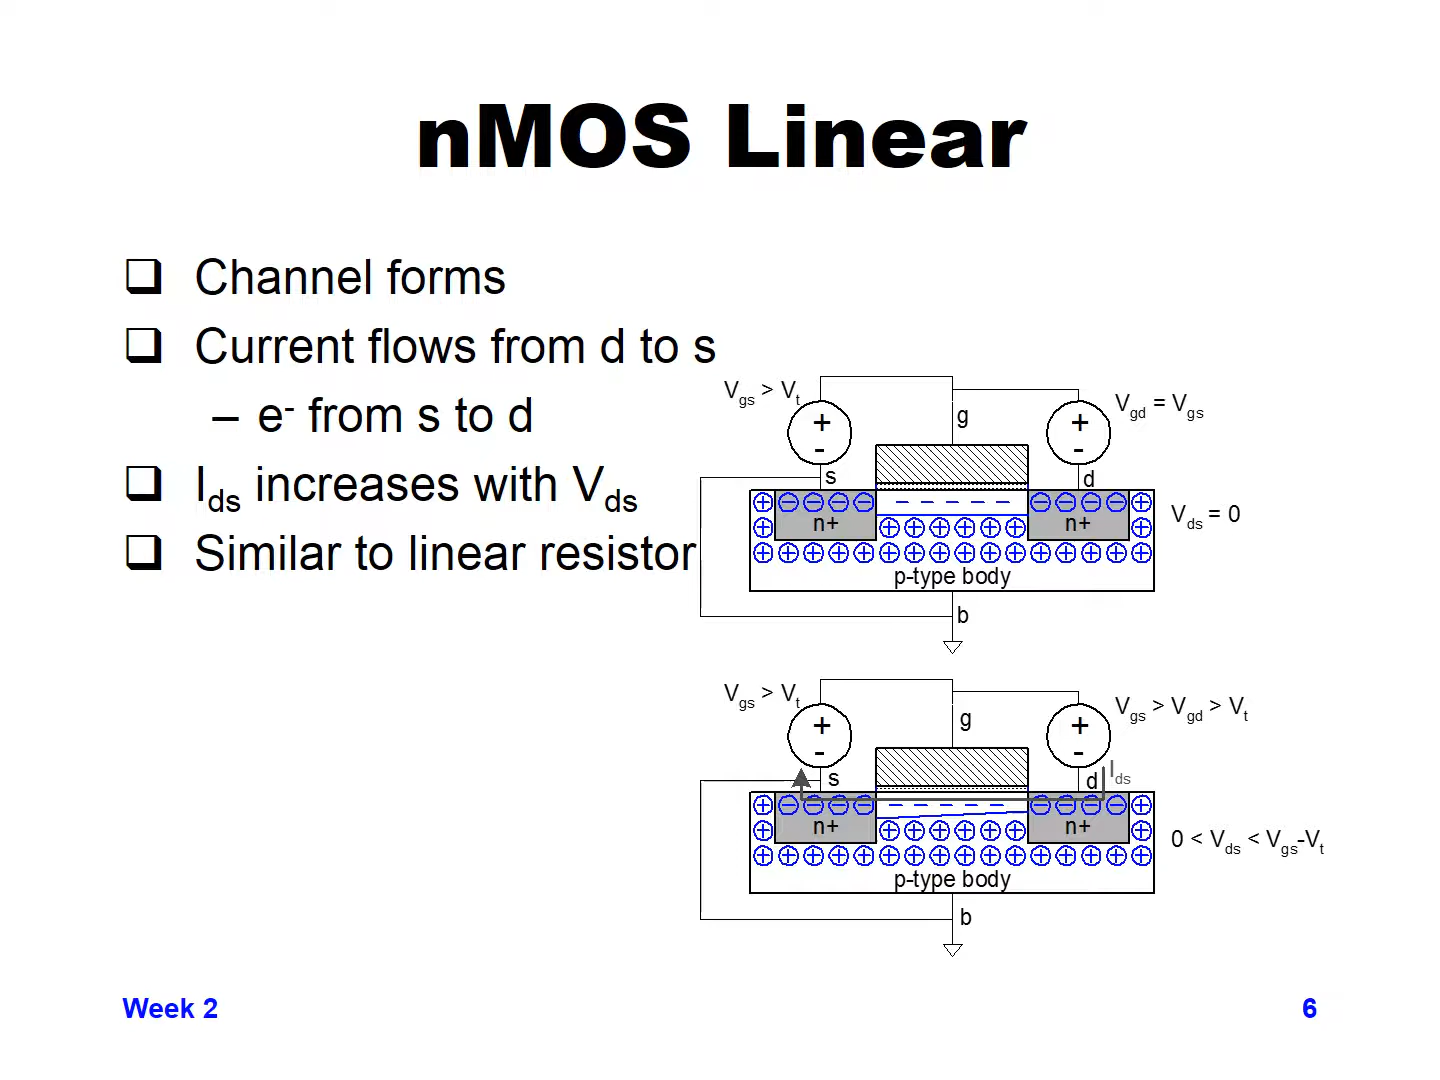 nMOS Linear
❑ Channel forms
❑ Current flows from d to s
– e- from s to d
❑ Ids increases with Vds
❑ Similar to linear resistor
Vgs > Vt
Vgd = Vgs
+
+
g
-
-
s
d
n+
n+
Vds = 0
p-type body
b
Vgs > Vt
Vgs > Vgd > Vt
+
+
g
-
-
s
d
Ids
n+
n+
0 < Vds < Vgs-Vt
p-type body
b
Week 2
6